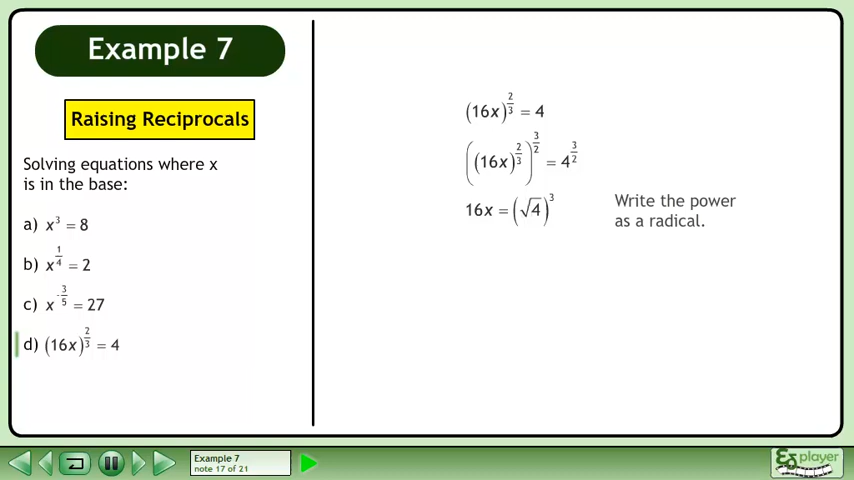 Example 7
Raising Reciprocals
Solving equations where x
is in the base:
a) x^3 = 8
b) x^(1/4) = 2
c) x^(-3/5) = 27
d) (16x)^(2/3) = 4
(16x)^(2/3) = 4
((16x)^(2/3))^(3/2) = 4^(3/2)
16x = (√4)^3
Write the power
as a radical.
Example 7
note 17 of 21
player